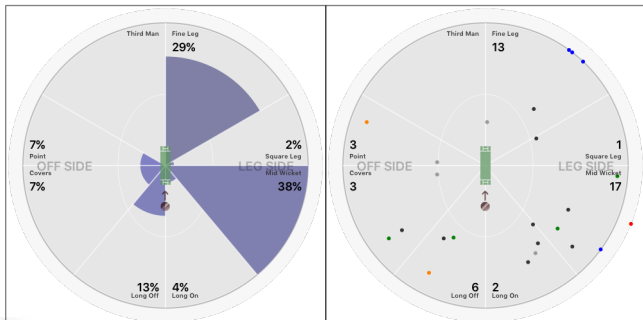 Third Man Fine Leg
29%
7% 2%
Point Square Leg
OFF SIDE LEG SIDE
Covers Mid Wicket
7% 38%
13% 4%
Long Off Long On
Third Man Fine Leg
13
3 1
Point Square Leg
OFF SIDE LEG SIDE
Covers Mid Wicket
3 17
6 2
Long Off Long On